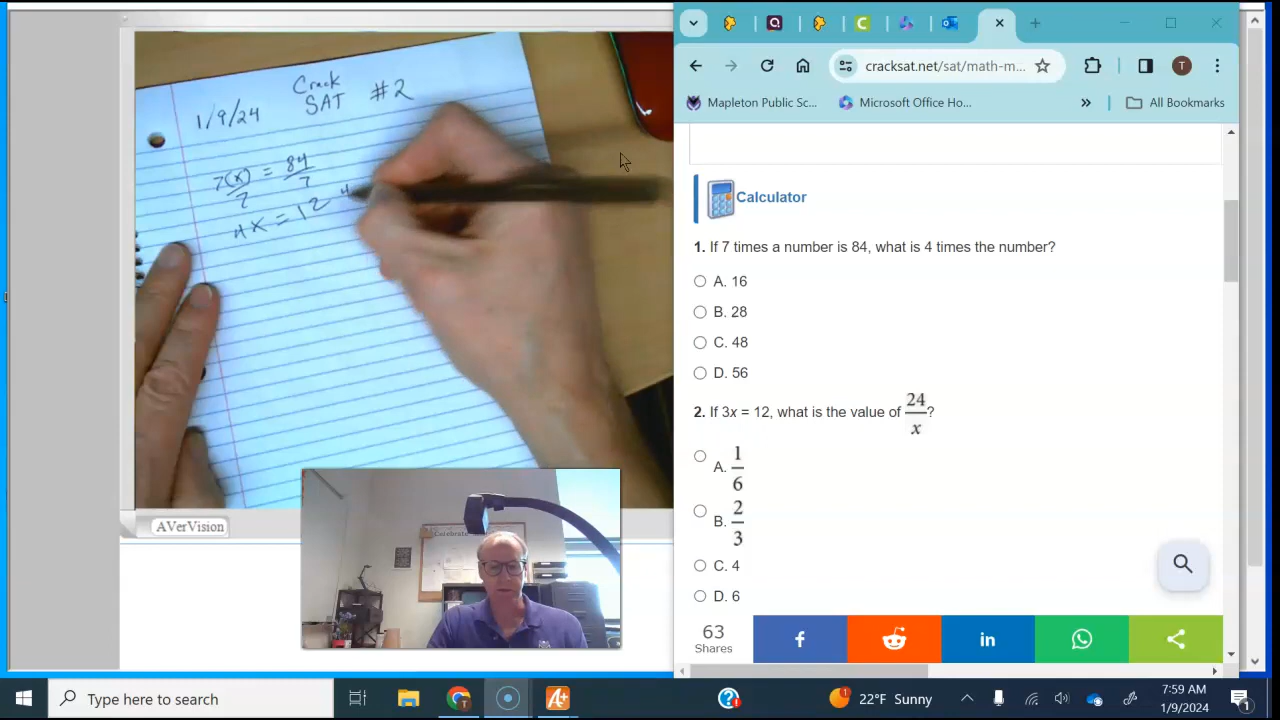 Crack
SAT #2
1/9/24
7(x) = 84
7 7
4x = 12 4
AVerVision
Celebrate
cracksat.net/sat/math-m...
T
Mapleton Public Sc...
Microsoft Office Ho...
»
All Bookmarks
Calculator
1. If 7 times a number is 84, what is 4 times the number?
A. 16
B. 28
C. 48
D. 56
2. If 3x = 12, what is the value of 24/x?
A. 1/6
B. 2/3
C. 4
D. 6
63
Shares
Type here to search
22°F Sunny
7:59 AM
1/9/2024